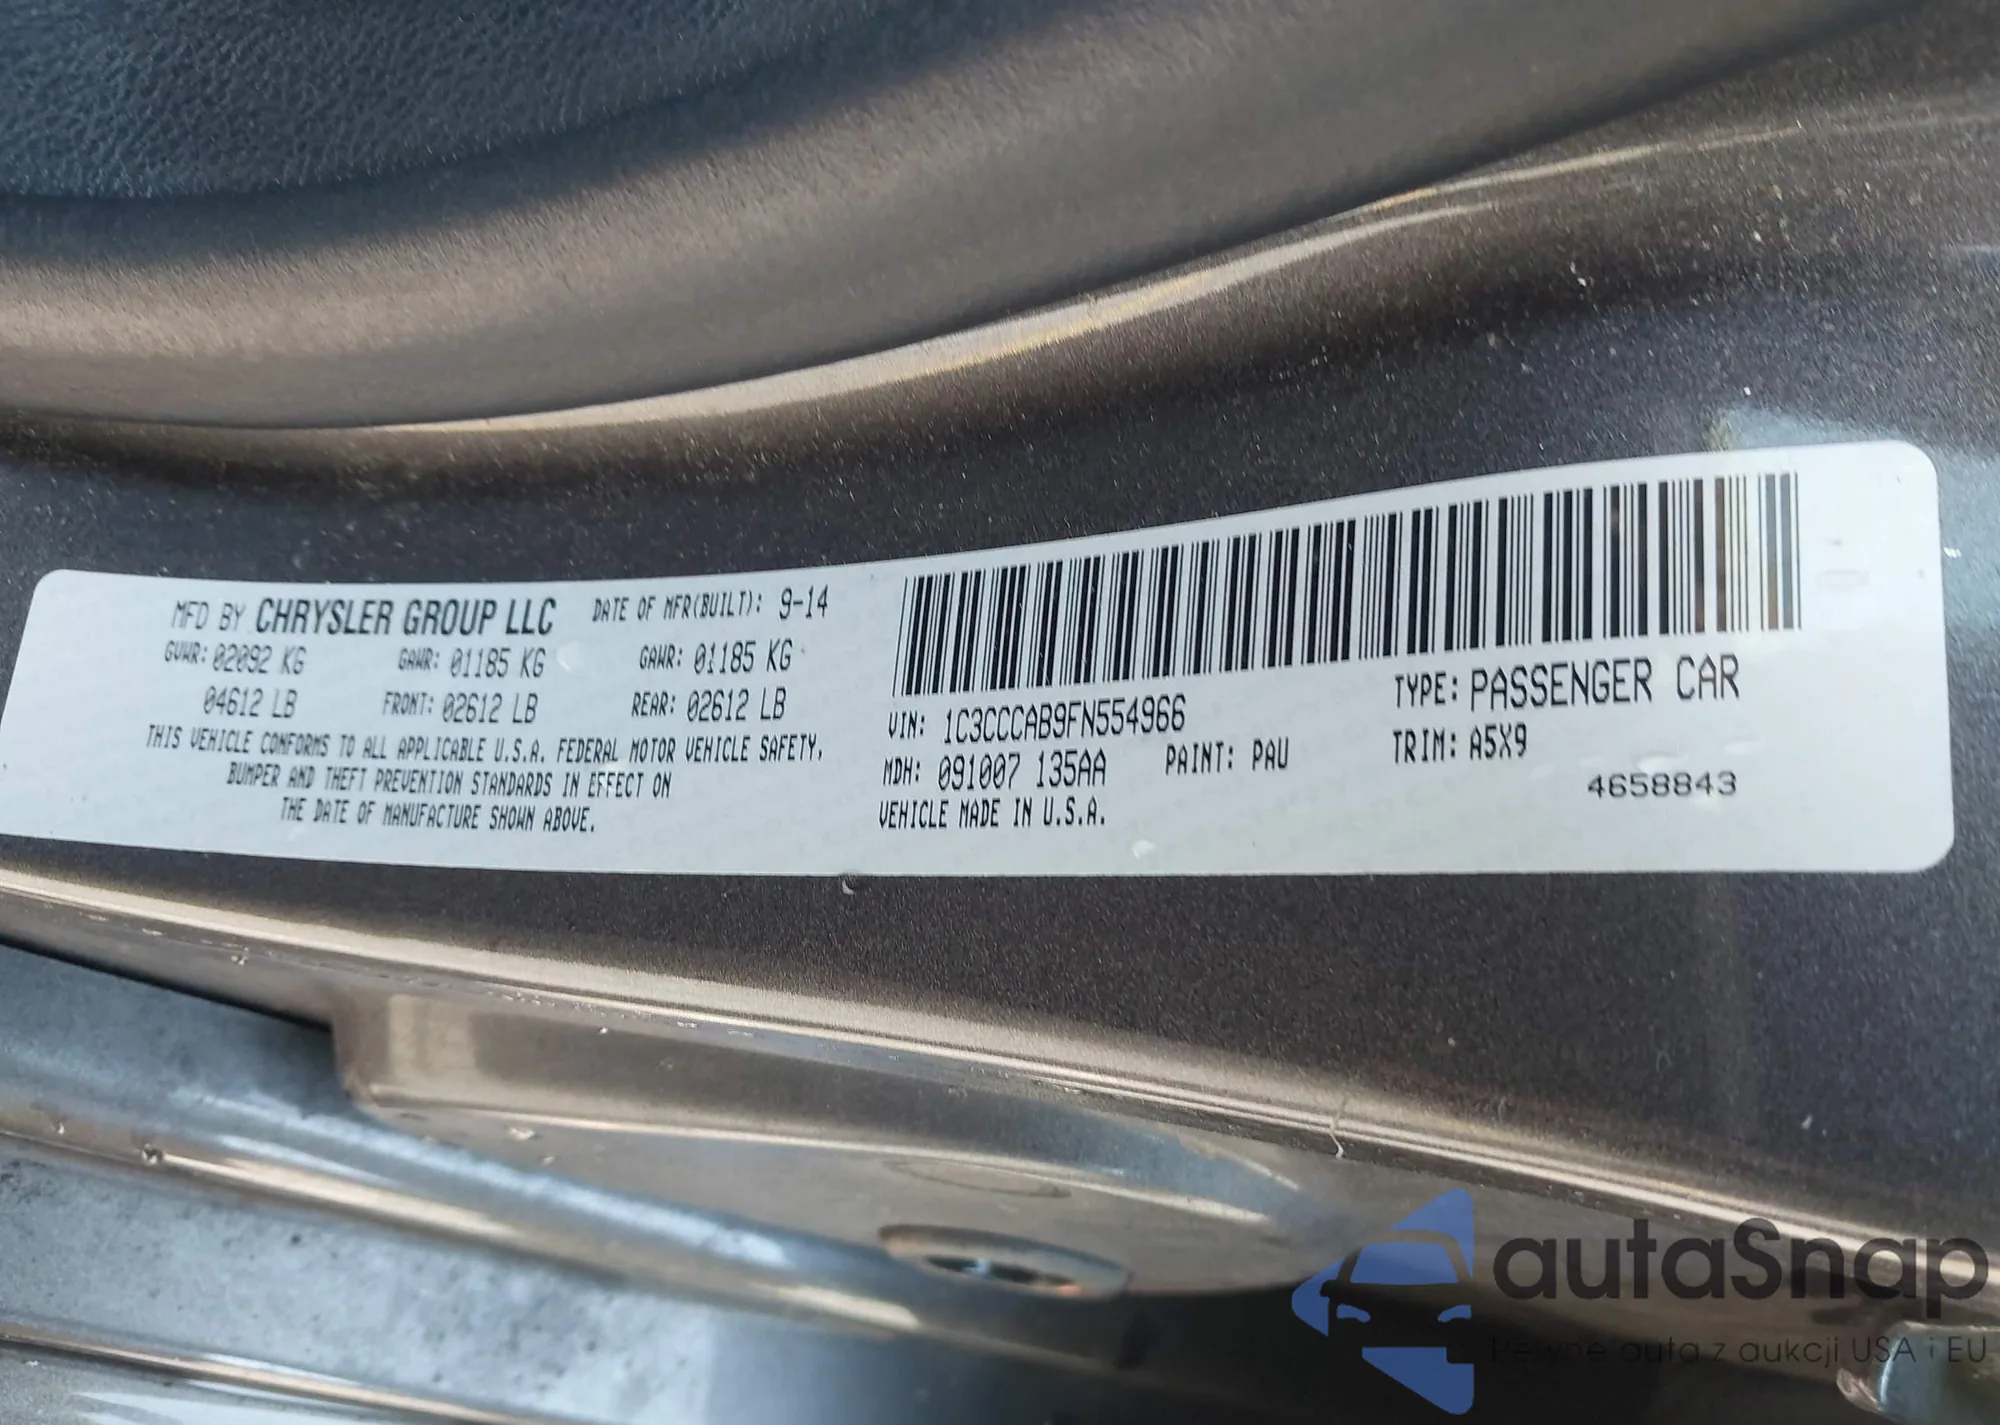 MFD BY CHRYSLER GROUP LLC DATE OF MFR(BUILT): 9-14
GVWR: 02092 KG GAWR: 01185 KG GAWR: 01185 KG
04612 LB FRONT: 02612 LB REAR: 02612 LB
THIS VEHICLE CONFORMS TO ALL APPLICABLE U.S.A. FEDERAL MOTOR VEHICLE SAFETY,
BUMPER AND THEFT PREVENTION STANDARDS IN EFFECT ON
THE DATE OF MANUFACTURE SHOWN ABOVE.
VIN: 1C3CCCAB9FN554966 TYPE: PASSENGER CAR
MDH: 091007 135AA PAINT: PAU TRIM: A5X9
VEHICLE MADE IN U.S.A. 4658843
autaSnap
Pewne auta z aukcji USA i EU